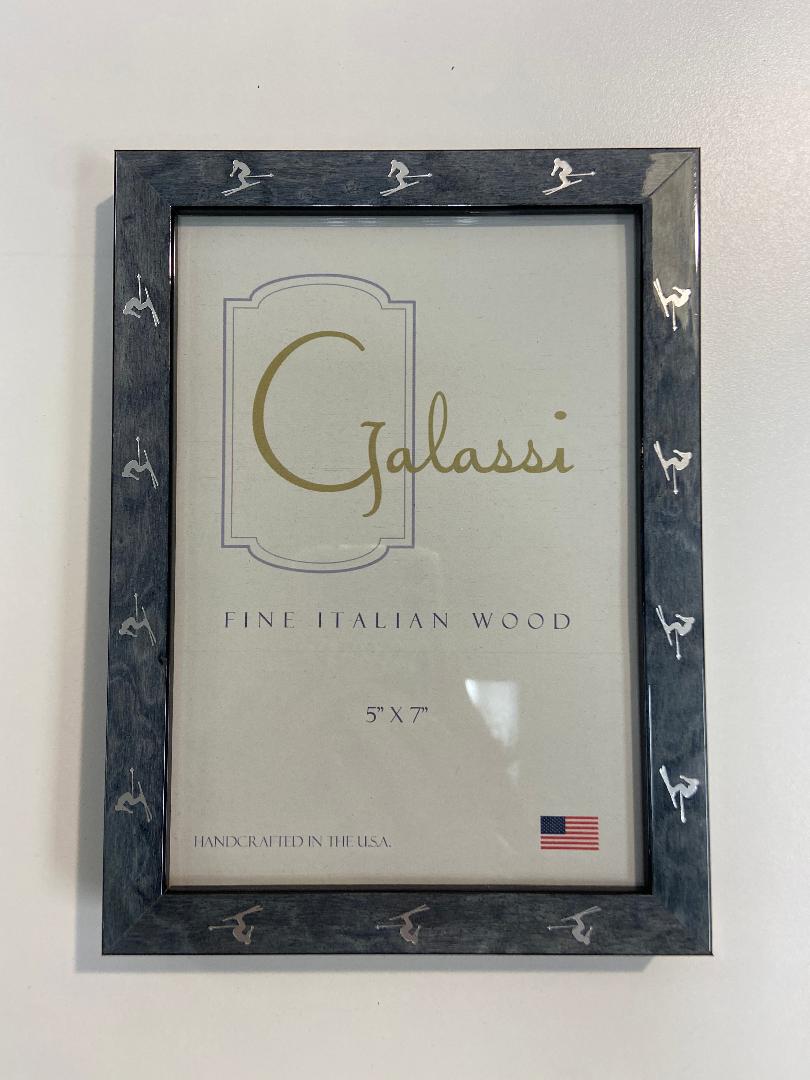 Galassi
FINE ITALIAN WOOD
5" X 7"
HANDCRAFTED IN THE U.S.A.